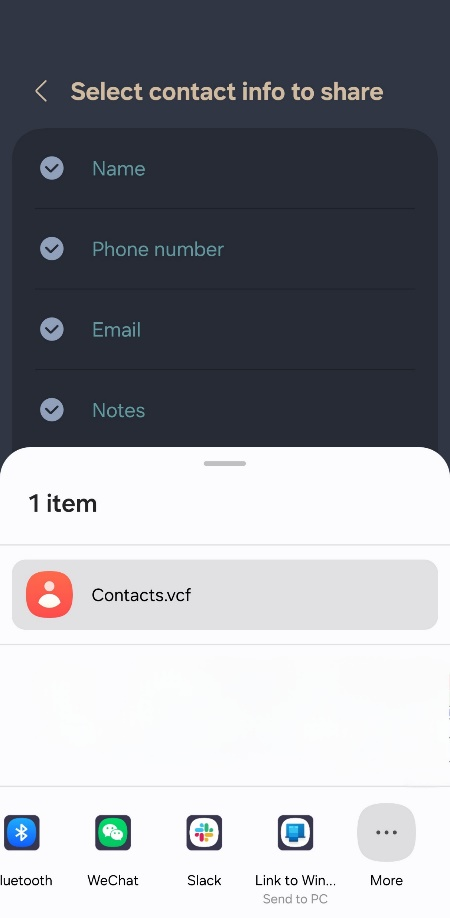 Select contact info to share
Name
Phone number
Email
Notes
1 item
Contacts.vcf
luetooth
WeChat
Slack
Link to Win...
More
Send to PC